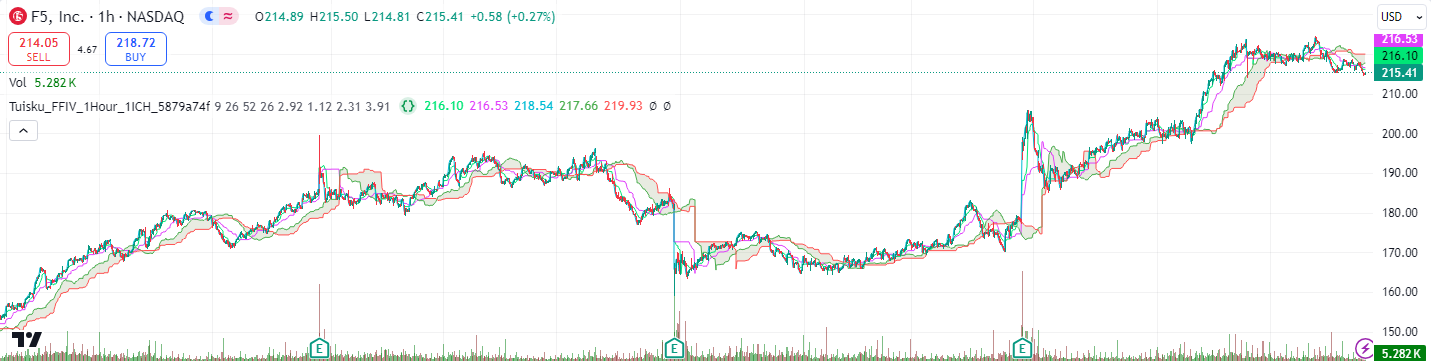 F5, Inc. · 1h · NASDAQ O214.89 H215.50 L214.81 C215.41 +0.58 (+0.27%)
USD
214.05
SELL
4.67
218.72
BUY
Vol 5.282 K
Tuisku_FFIV_1Hour_1ICH_5879a74f 9 26 52 26 2.92 1.12 2.31 3.91 216.10 216.53 218.54 217.66 219.93 Ø Ø
216.53
216.10
215.41
210.00
200.00
190.00
180.00
170.00
160.00
150.00
5.282 K
E
E
E